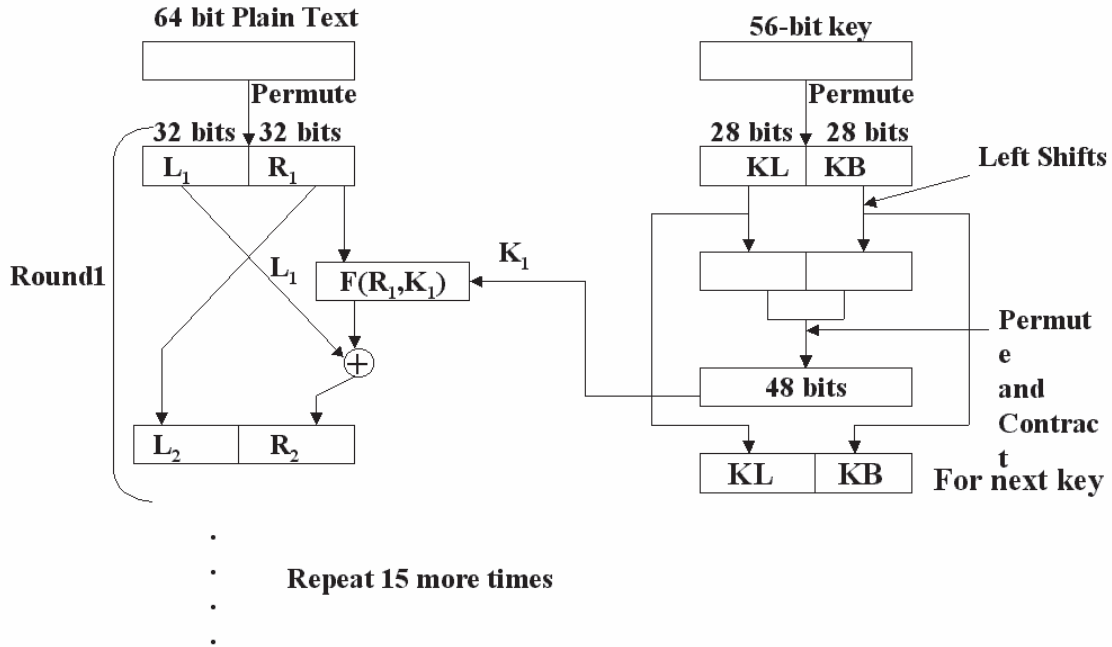 64 bit Plain Text
Permute
32 bits 32 bits
L₁ R₁
L₁
Round1
F(R₁,K₁)
K₁
+
L₂ R₂
Repeat 15 more times
56-bit key
Permute
28 bits 28 bits
KL KB
Left Shifts
Permut
e
and
Contrac
t
48 bits
KL KB
For next key